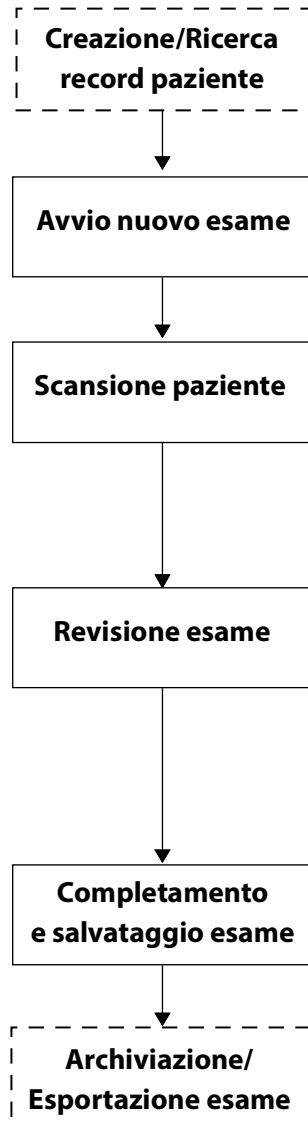 Creazione/Ricerca
record paziente
Avvio nuovo esame
Scansione paziente
Revisione esame
Completamento
e salvataggio esame
Archiviazione/
Esportazione esame